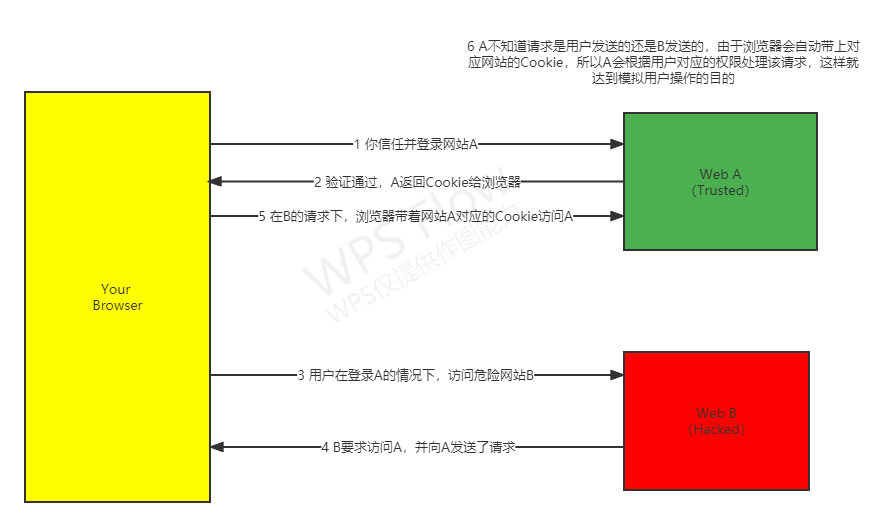 6 A不知道请求是用户发送的还是B发送的，由于浏览器会自动带上对
应网站的Cookie，所以A会根据用户对应的权限处理该请求，这样就
达到模拟用户操作的目的
1 你信任并登录网站A
Web A
（Trusted）
2 验证通过，A返回Cookie给浏览器
5 在B的请求下，浏览器带着网站A对应的Cookie访问A
WPS Flow
WPS仅提供作图能力
Your
Browser
3 用户在登录A的情况下，访问危险网站B
Web B
（Hacked）
4 B要求访问A，并向A发送了请求